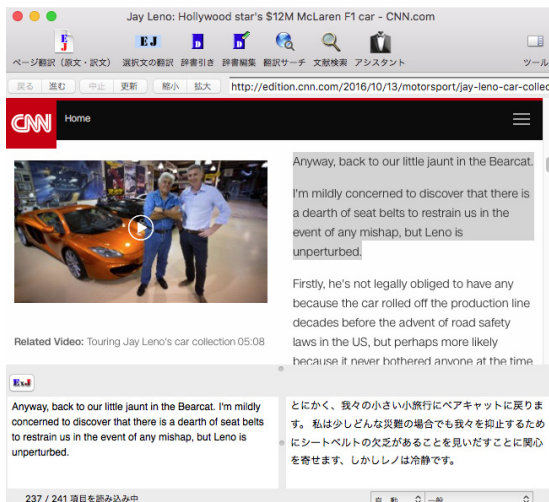 Jay Leno: Hollywood star's $12M McLaren F1 car - CNN.com
ページ翻訳（原文・訳文） 選択文の翻訳 辞書引き 辞書編集 翻訳サーチ 文献検索 アシスタント ツール
戻る 進む 中止 更新 縮小 拡大 http://edition.cnn.com/2016/10/13/motorsport/jay-leno-car-collec
CNN Home
Anyway, back to our little jaunt in the Bearcat.
I'm mildly concerned to discover that there is
a dearth of seat belts to restrain us in the
event of any mishap, but Leno is
unperturbed.
Firstly, he's not legally obliged to have any
because the car rolled off the production line
decades before the advent of road safety
laws in the US, but perhaps more likely
because it never bothered anyone at the time
Related Video: Touring Jay Leno's car collection 05:08
E J
Anyway, back to our little jaunt in the Bearcat. I'm mildly
concerned to discover that there is a dearth of seat belts
to restrain us in the event of any mishap, but Leno is
unperturbed.
とにかく、我々の小さい小旅行にベアキャットに戻りま
す。 私は少しどんな災難の場合でも我々を抑止するため
にシートベルトの欠乏があることを見いだすことに関心
を寄せます、しかしレノは冷静です。
237 / 241 項目を読み込み中
自 動 一般